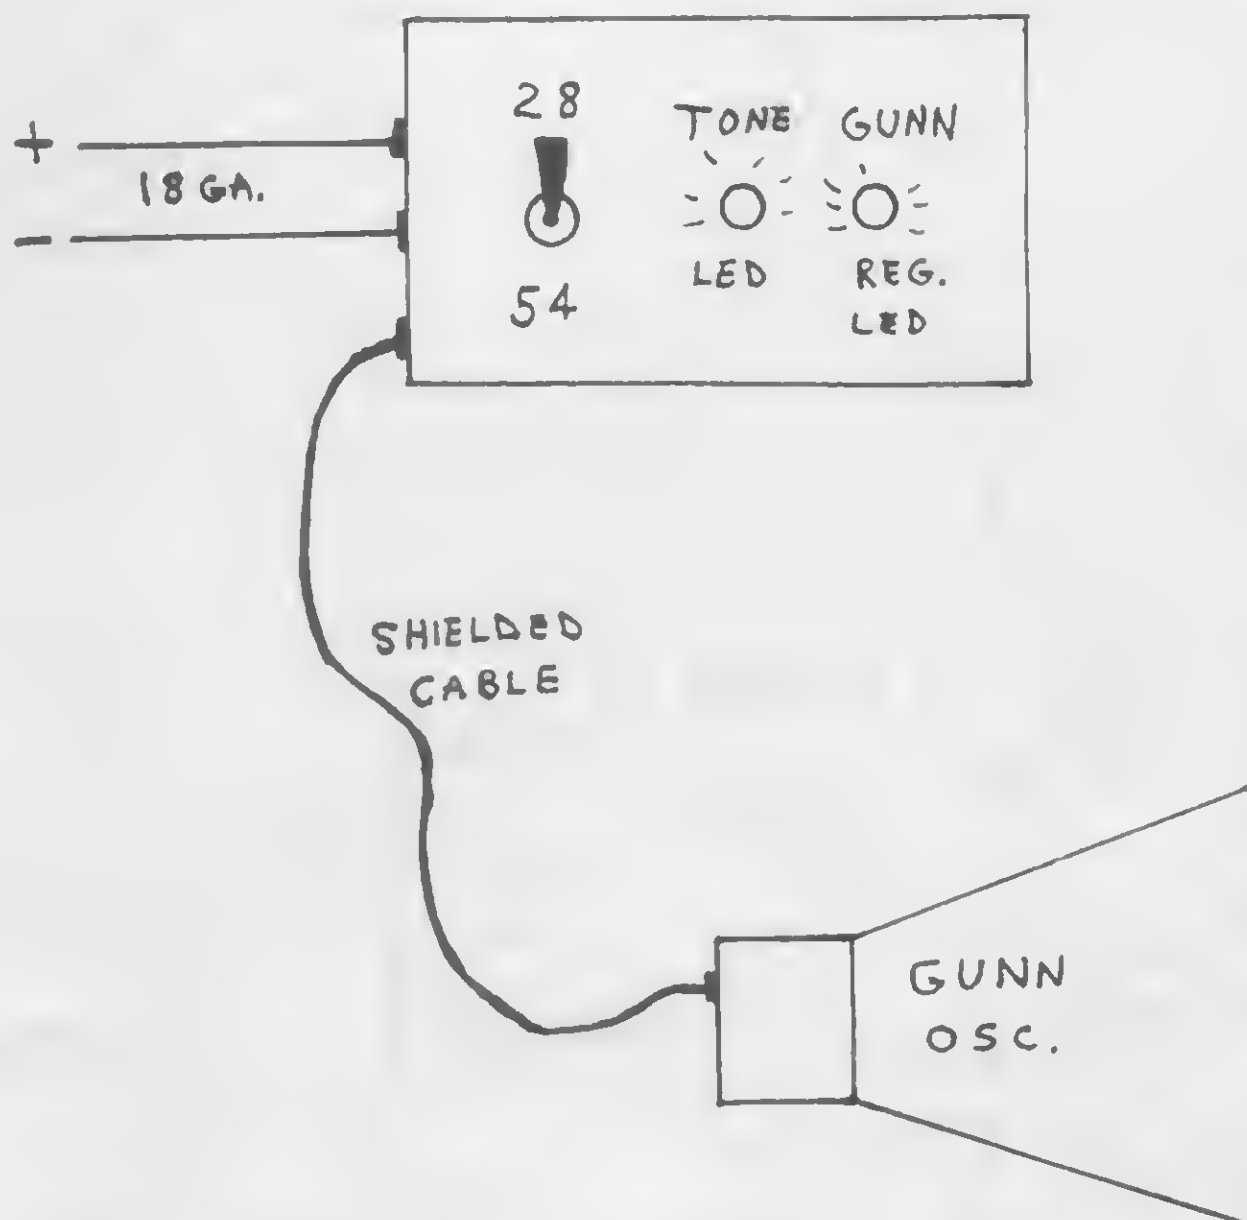 28
TONE GUNN
+
18 GA.
-
LED REG.
LED
54
SHIELDED
CABLE
GUNN
OSC.